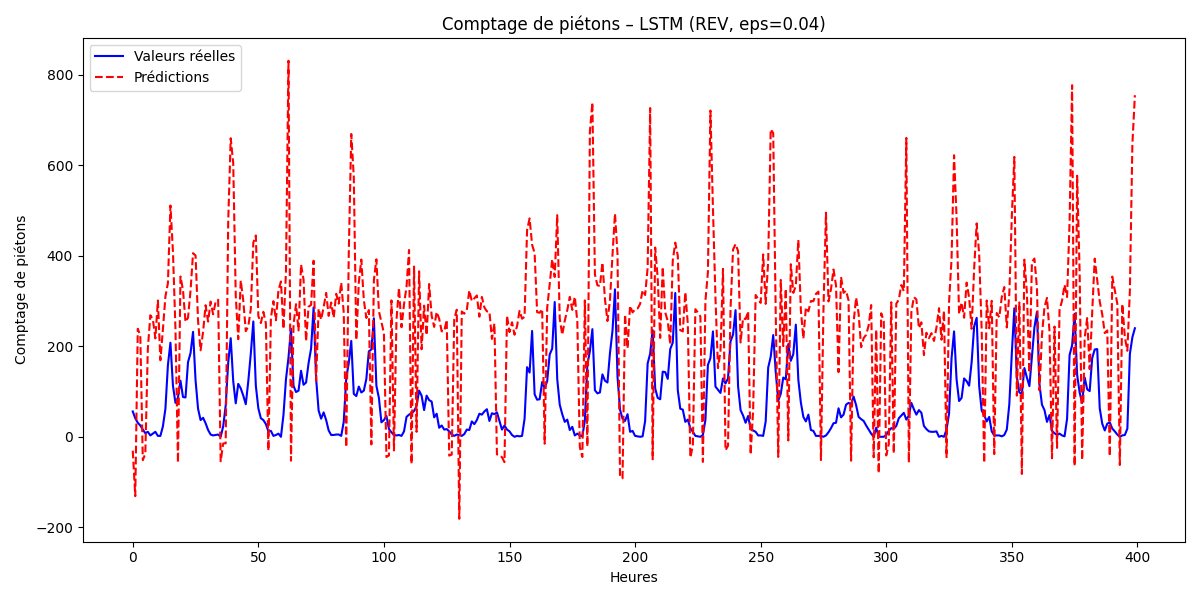 Comptage de piétons – LSTM (REV, eps=0.04)
Valeurs réelles
Prédictions
Comptage de piétons
800
600
400
200
0
−200
0 50 100 150 200 250 300 350 400
Heures